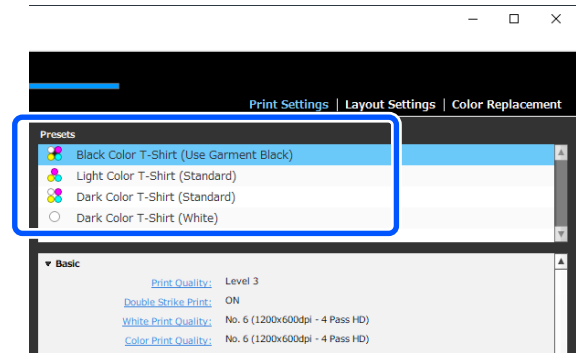 Print Settings | Layout Settings | Color Replacement
Presets
Black Color T-Shirt (Use Garment Black)
Light Color T-Shirt (Standard)
Dark Color T-Shirt (Standard)
Dark Color T-Shirt (White)
▼ Basic
Print Quality: Level 3
Double Strike Print: ON
White Print Quality: No. 6 (1200x600dpi - 4 Pass HD)
Color Print Quality: No. 6 (1200x600dpi - 4 Pass HD)